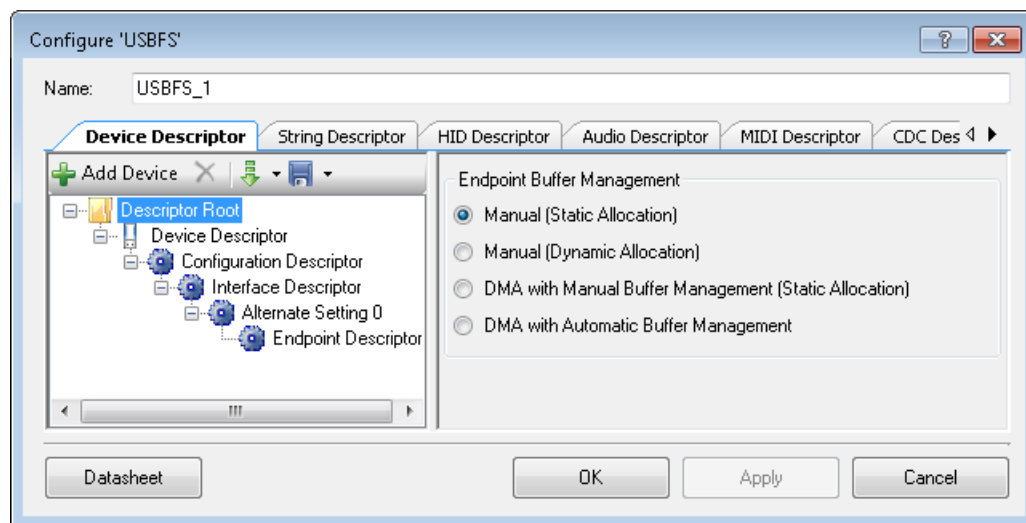 Configure 'USBFS'
Name: USBFS_1
Device Descriptor String Descriptor HID Descriptor Audio Descriptor MIDI Descriptor CDC Des
Add Device
Descriptor Root
Device Descriptor
Configuration Descriptor
Interface Descriptor
Alternate Setting 0
Endpoint Descriptor
Endpoint Buffer Management
Manual (Static Allocation)
Manual (Dynamic Allocation)
DMA with Manual Buffer Management (Static Allocation)
DMA with Automatic Buffer Management
Datasheet OK Apply Cancel